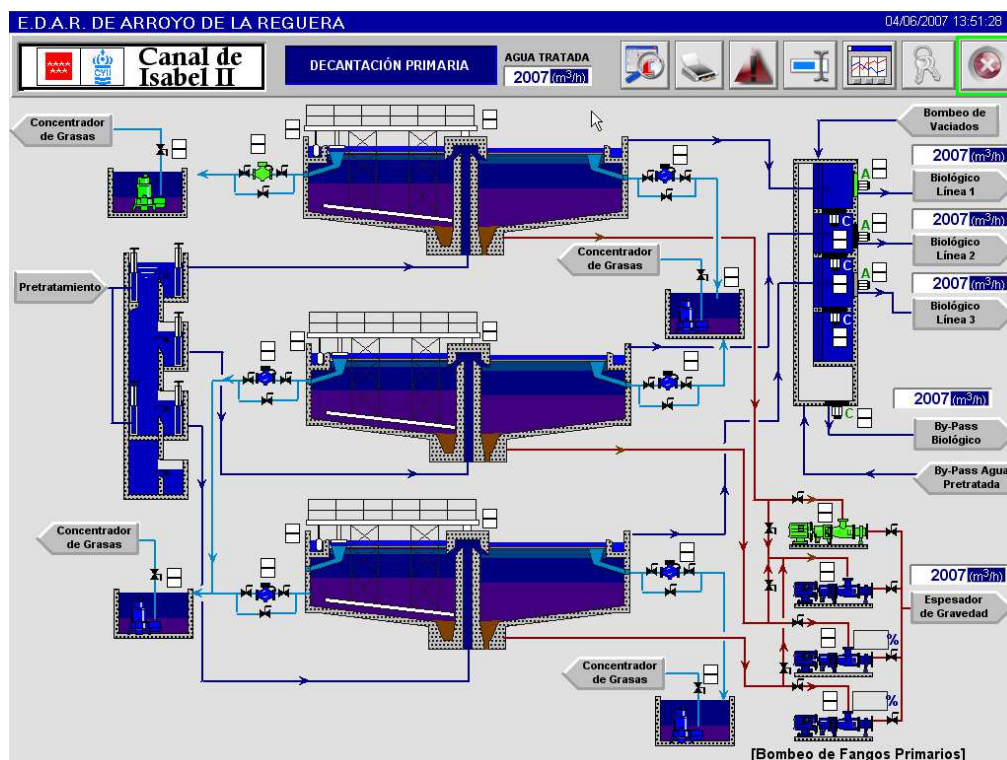 E.D.A.R. DE ARROYO DE LA REGUERA
04/06/2007 13:51:28
CYII
Canal de
Isabel II
DECANTACIÓN PRIMARIA
AGUA TRATADA
2007 (m³/h)
Concentrador
de Grasas
Bombeo de
Vaciados
2007 (m³/h)
A
Biológico
Línea 1
C
2007 (m³/h)
A
Biológico
Línea 2
C
Concentrador
de Grasas
Pretratamiento
2007 (m³/h)
A
Biológico
Línea 3
C
2007 (m³/h)
C
By-Pass
Biológico
By-Pass Agua
Pretratada
Concentrador
de Grasas
2007 (m³/h)
Espesador
de Gravedad
%
Concentrador
de Grasas
%
[Bombeo de Fangos Primarios]